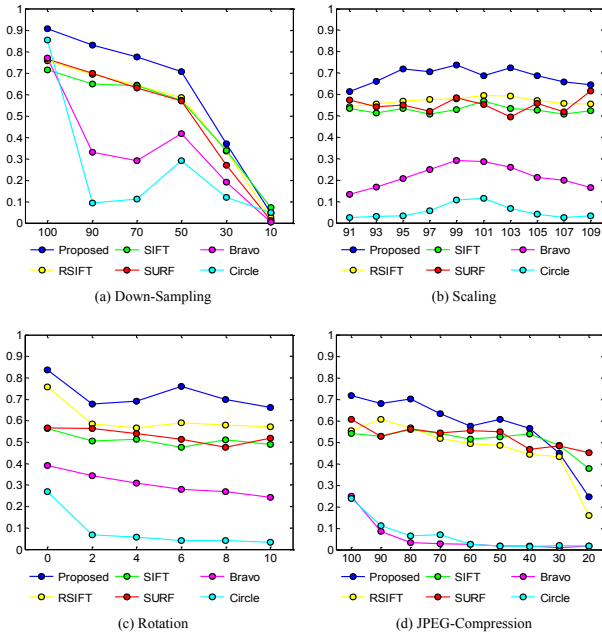 1
0.9
0.8
0.7
0.6
0.5
0.4
0.3
0.2
0.1
0
100 90 70 50 30 10
Proposed SIFT Bravo
RSIFT SURF Circle
(a) Down-Sampling
1
0.9
0.8
0.7
0.6
0.5
0.4
0.3
0.2
0.1
0
91 93 95 97 99 101 103 105 107 109
Proposed SIFT Bravo
RSIFT SURF Circle
(b) Scaling
1
0.9
0.8
0.7
0.6
0.5
0.4
0.3
0.2
0.1
0
0 2 4 6 8 10
Proposed SIFT Bravo
RSIFT SURF Circle
(c) Rotation
1
0.9
0.8
0.7
0.6
0.5
0.4
0.3
0.2
0.1
0
100 90 80 70 60 50 40 30 20
Proposed SIFT Bravo
RSIFT SURF Circle
(d) JPEG-Compression